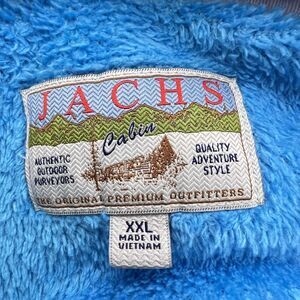 JACHS
Cabin
AUTHENTIC
OUTDOOR
PURVEYORS
QUALITY
ADVENTURE
STYLE
THE ORIGINAL PREMIUM OUTFITTERS
XXL
MADE IN
VIETNAM